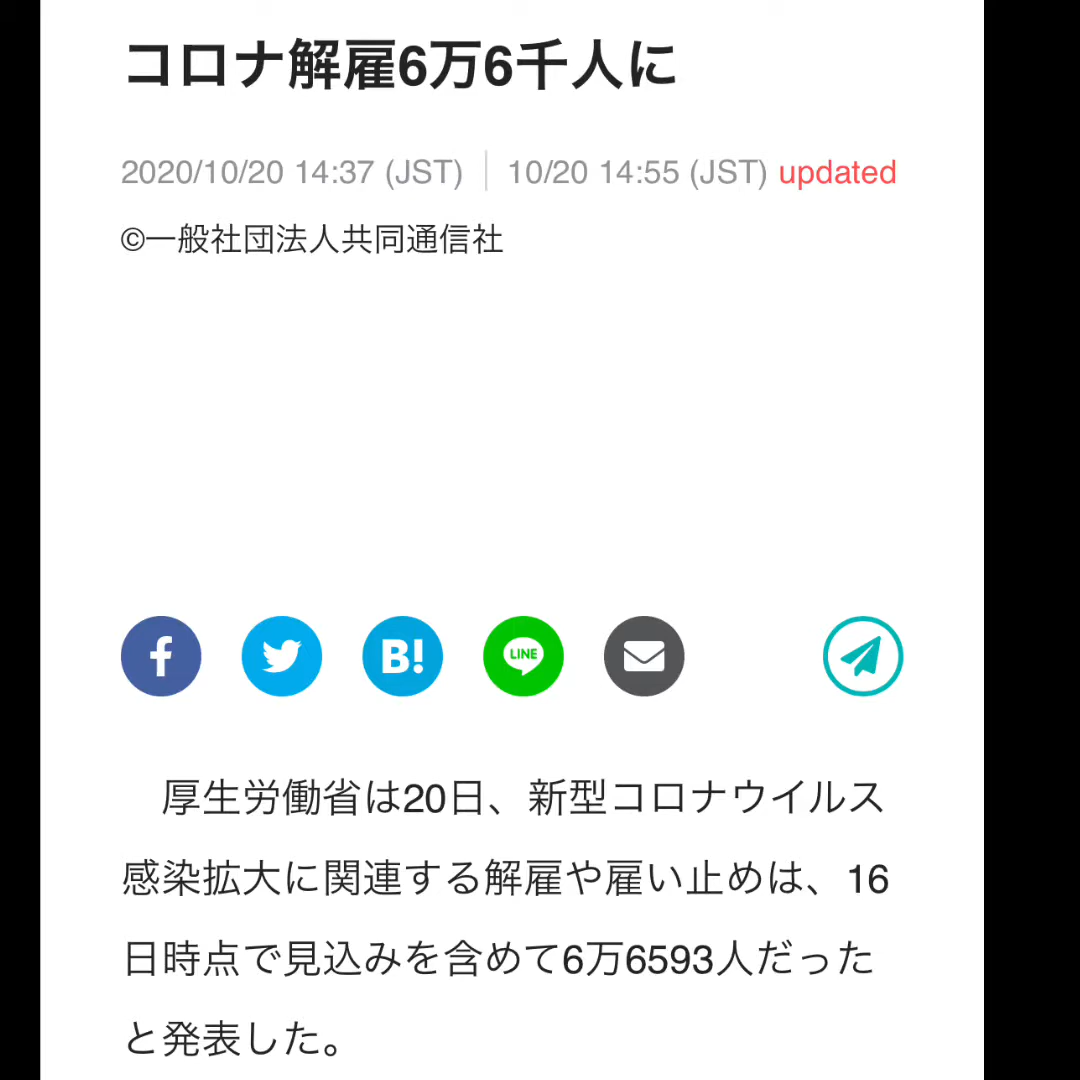 コロナ解雇6万6千人に
2020/10/20 14:37 (JST) 10/20 14:55 (JST) updated
©一般社団法人共同通信社
f B! LINE
厚生労働省は20日、新型コロナウイルス
感染拡大に関連する解雇や雇い止めは、16
日時点で見込みを含めて6万6593人だった
と発表した。